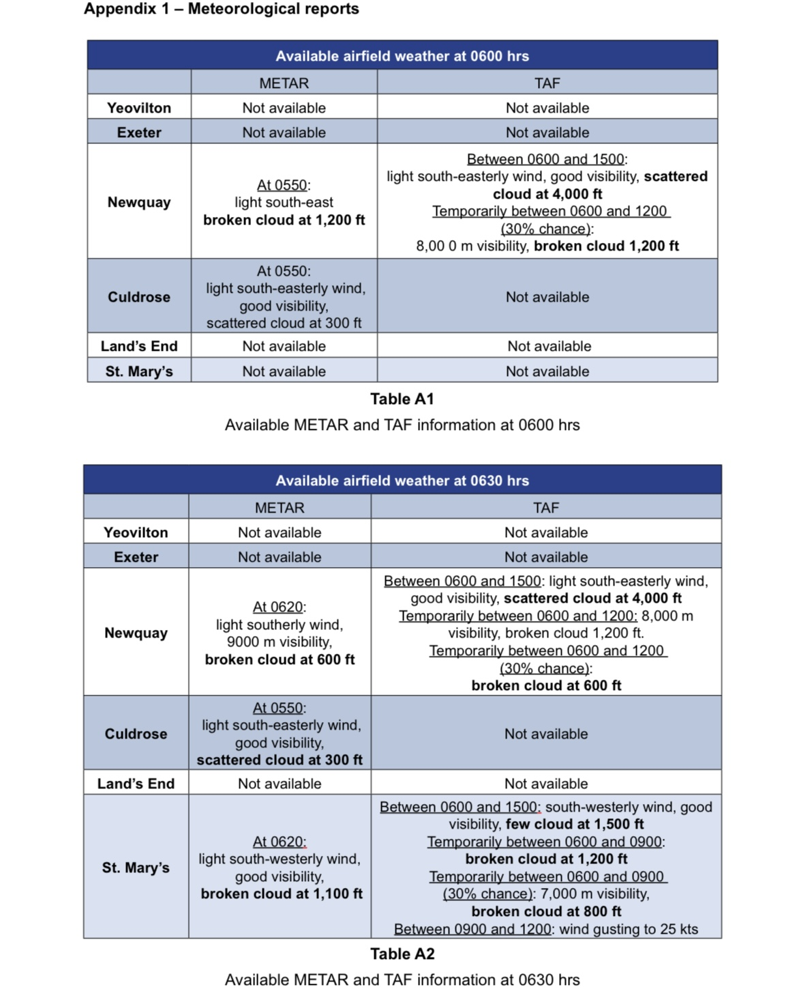 Appendix 1 – Meteorological reports
Available airfield weather at 0600 hrs
METAR
TAF
Yeovilton
Not available
Not available
Exeter
Not available
Not available
Newquay
At 0550:
light south-east
broken cloud at 1,200 ft
Between 0600 and 1500:
light south-easterly wind, good visibility, scattered
cloud at 4,000 ft
Temporarily between 0600 and 1200
(30% chance):
8,00 0 m visibility, broken cloud 1,200 ft
Culdrose
At 0550:
light south-easterly wind,
good visibility,
scattered cloud at 300 ft
Not available
Land’s End
Not available
Not available
St. Mary’s
Not available
Not available
Table A1
Available METAR and TAF information at 0600 hrs
Available airfield weather at 0630 hrs
METAR
TAF
Yeovilton
Not available
Not available
Exeter
Not available
Not available
Newquay
At 0620:
light southerly wind,
9000 m visibility,
broken cloud at 600 ft
Between 0600 and 1500: light south-easterly wind,
good visibility, scattered cloud at 4,000 ft
Temporarily between 0600 and 1200: 8,000 m
visibility, broken cloud 1,200 ft.
Temporarily between 0600 and 1200
(30% chance):
broken cloud at 600 ft
Culdrose
At 0550:
light south-easterly wind,
good visibility,
scattered cloud at 300 ft
Not available
Land’s End
Not available
Not available
St. Mary’s
At 0620:
light south-westerly wind,
good visibility,
broken cloud at 1,100 ft
Between 0600 and 1500: south-westerly wind, good
visibility, few cloud at 1,500 ft
Temporarily between 0600 and 0900:
broken cloud at 1,200 ft
Temporarily between 0600 and 0900
(30% chance): 7,000 m visibility,
broken cloud at 800 ft
Between 0900 and 1200: wind gusting to 25 kts
Table A2
Available METAR and TAF information at 0630 hrs